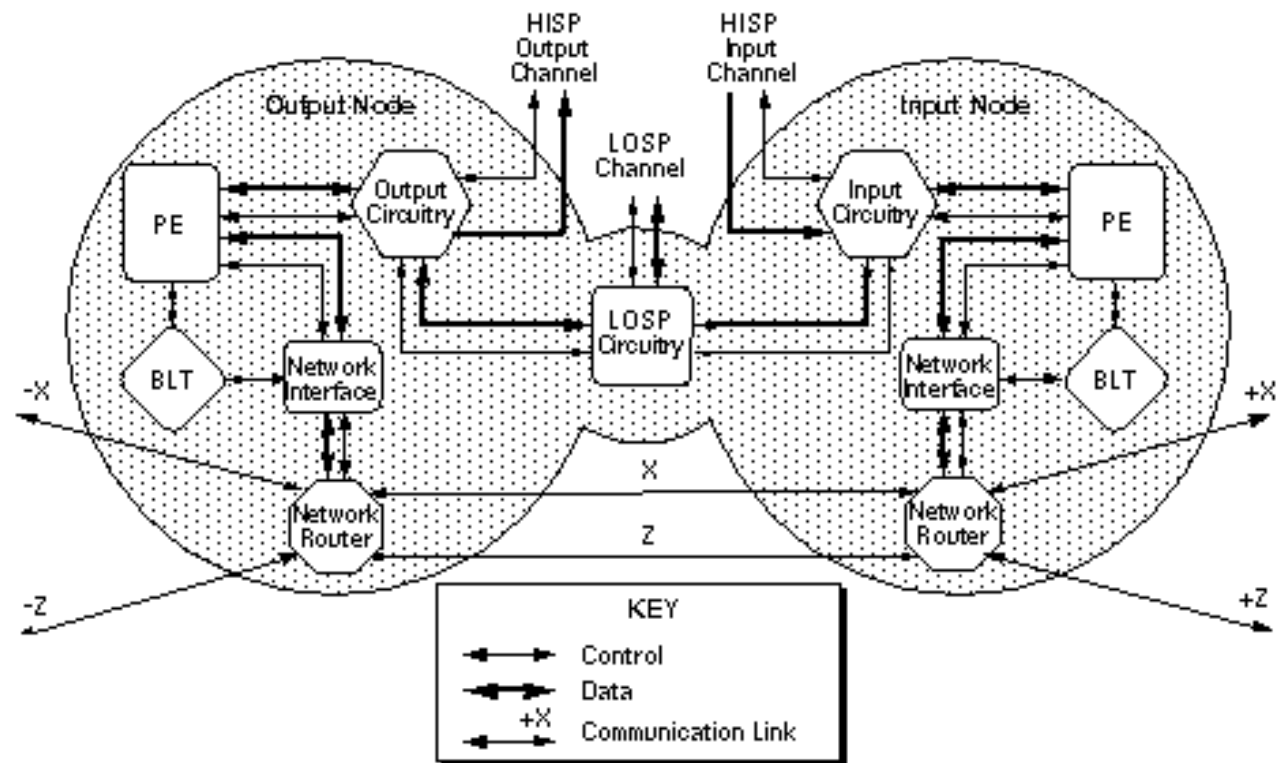 HISP
Output
Channel
HISP
Input
Channel
Output Node
Input Node
LOSP
Channel
PE
Output
Circuitry
Input
Circuitry
PE
LOSP
Circuitry
BLT
Network
Interface
Network
Interface
BLT
-X
+X
X
Network
Router
Network
Router
Z
-Z
+Z
KEY
Control
Data
+X
Communication Link